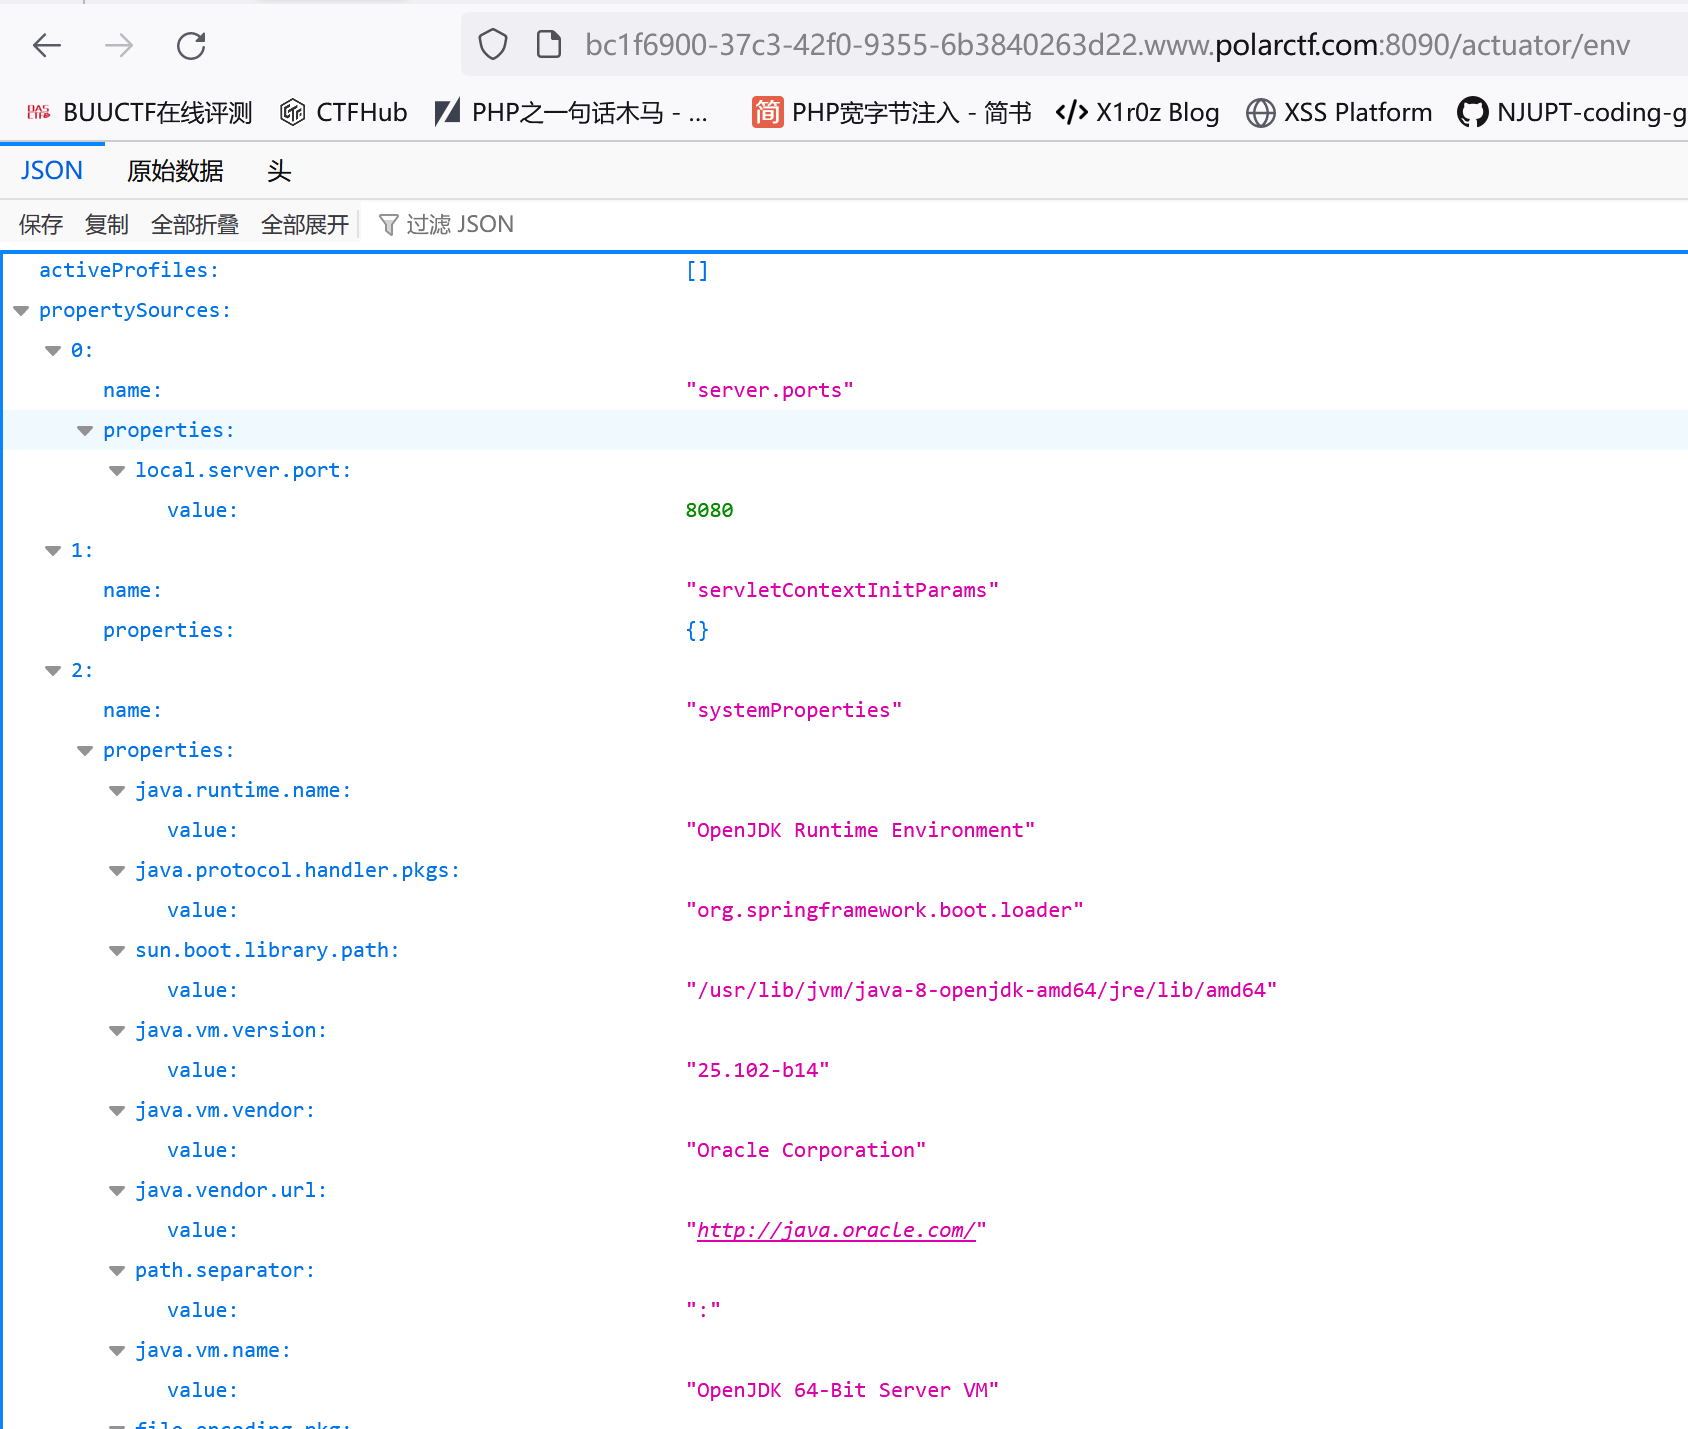 bc1f6900-37c3-42f0-9355-6b3840263d22.www.polarctf.com:8090/actuator/env
BUUCTF在线评测 CTFHub PHP之一句话木马 - ... 简 PHP宽字节注入 - 简书 </> X1r0z Blog XSS Platform NJUPT-coding-g
JSON 原始数据 头
保存 复制 全部折叠 全部展开 过滤 JSON
activeProfiles: []
propertySources:
0:
name: "server.ports"
properties:
local.server.port:
value: 8080
1:
name: "servletContextInitParams"
properties: {}
2:
name: "systemProperties"
properties:
java.runtime.name:
value: "OpenJDK Runtime Environment"
java.protocol.handler.pkgs:
value: "org.springframework.boot.loader"
sun.boot.library.path:
value: "/usr/lib/jvm/java-8-openjdk-amd64/jre/lib/amd64"
java.vm.version:
value: "25.102-b14"
java.vm.vendor:
value: "Oracle Corporation"
java.vendor.url:
value: "http://java.oracle.com/"
path.separator:
value: ":"
java.vm.name:
value: "OpenJDK 64-Bit Server VM"
file.encoding.pkg: